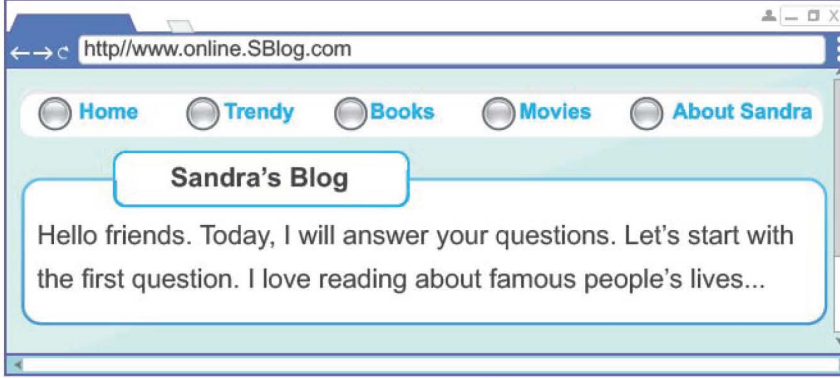 http//www.online.SBlog.com
Home Trendy Books Movies About Sandra
Sandra's Blog
Hello friends. Today, I will answer your questions. Let's start with
the first question. I love reading about famous people's lives...